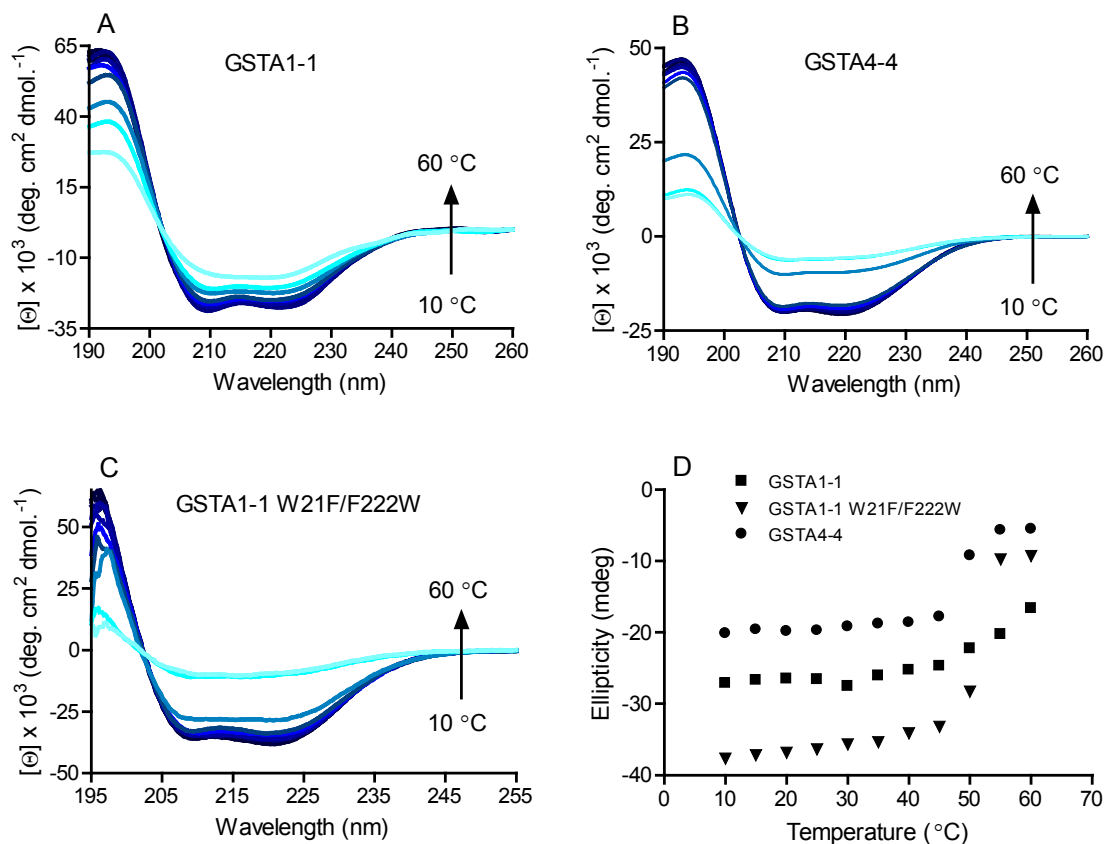 A
GSTA1-1
65
40
15
-10
-35
60 °C
10 °C
[Θ] x 10³ (deg. cm² dmol.⁻¹)
190 200 210 220 230 240 250 260
Wavelength (nm)
B
GSTA4-4
50
25
0
-25
60 °C
10 °C
[Θ] x 10³ (deg. cm² dmol.⁻¹)
190 200 210 220 230 240 250 260
Wavelength (nm)
C
GSTA1-1 W21F/F222W
50
25
0
-25
-50
60 °C
10 °C
[Θ] x 10³ (deg. cm² dmol.⁻¹)
195 205 215 225 235 245 255
Wavelength (nm)
D
GSTA1-1
GSTA1-1 W21F/F222W
GSTA4-4
0
-10
-20
-30
-40
Ellipticity (mdeg)
0 10 20 30 40 50 60 70
Temperature (°C)